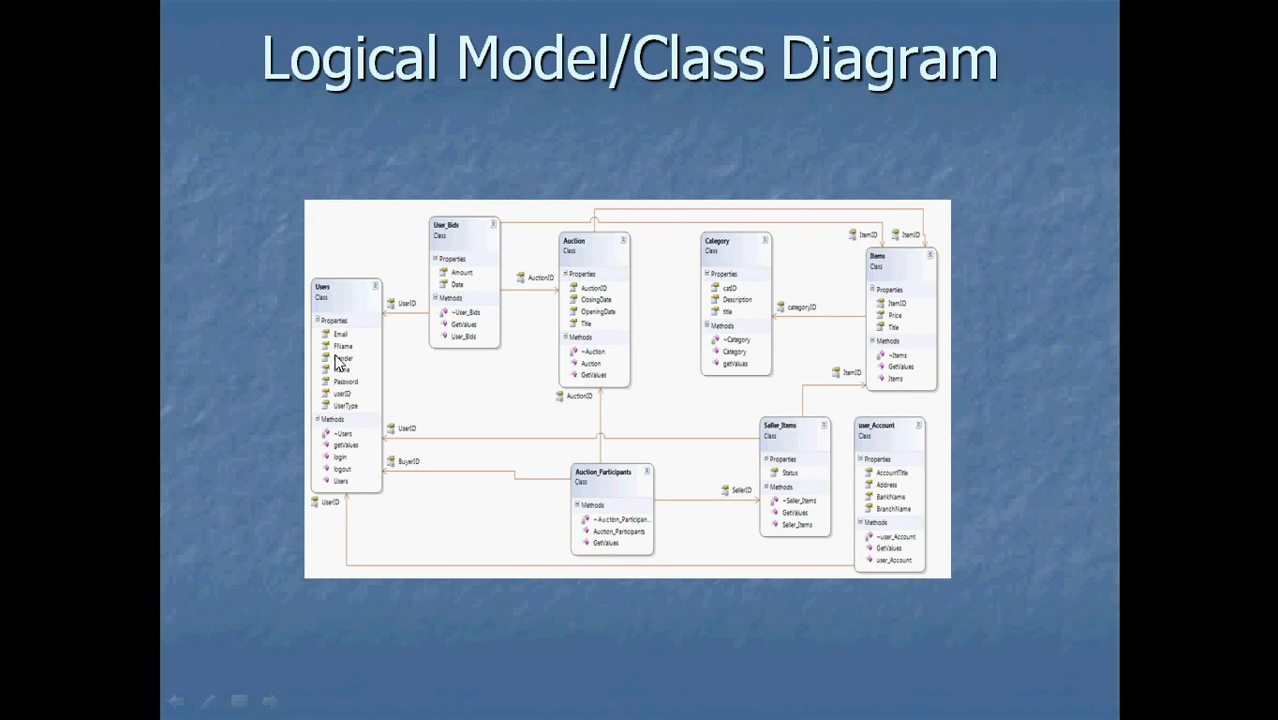 Logical Model/Class Diagram
Users
Class
Properties
Email
FName
Password
userID
UserType
Methods
~Users
getValues
login
logout
Users
UserID
User_Bids
Class
Properties
Amount
Date
Methods
~User_Bids
GetValues
User_Bids
UserID
AuctionID
Auction
Class
Properties
AuctionID
ClosingDate
OpeningDate
Title
Methods
~Auction
Auction
GetValues
AuctionID
Category
Class
Properties
catID
Description
title
Methods
~Category
Category
getValues
categoryID
ItemID
ItemID
Items
Class
Properties
ItemID
Price
Title
Methods
~Items
GetValues
Items
ItemID
UserID
BuyerID
Auction_Participants
Class
Methods
~Auction_Participan...
Auction_Participants
GetValues
SellerID
Seller_Items
Class
Properties
Status
Methods
~Seller_Items
GetValues
Seller_Items
user_Account
Class
Properties
AccountTitle
Address
BankName
BranchName
Methods
~user_Account
GetValues
user_Account